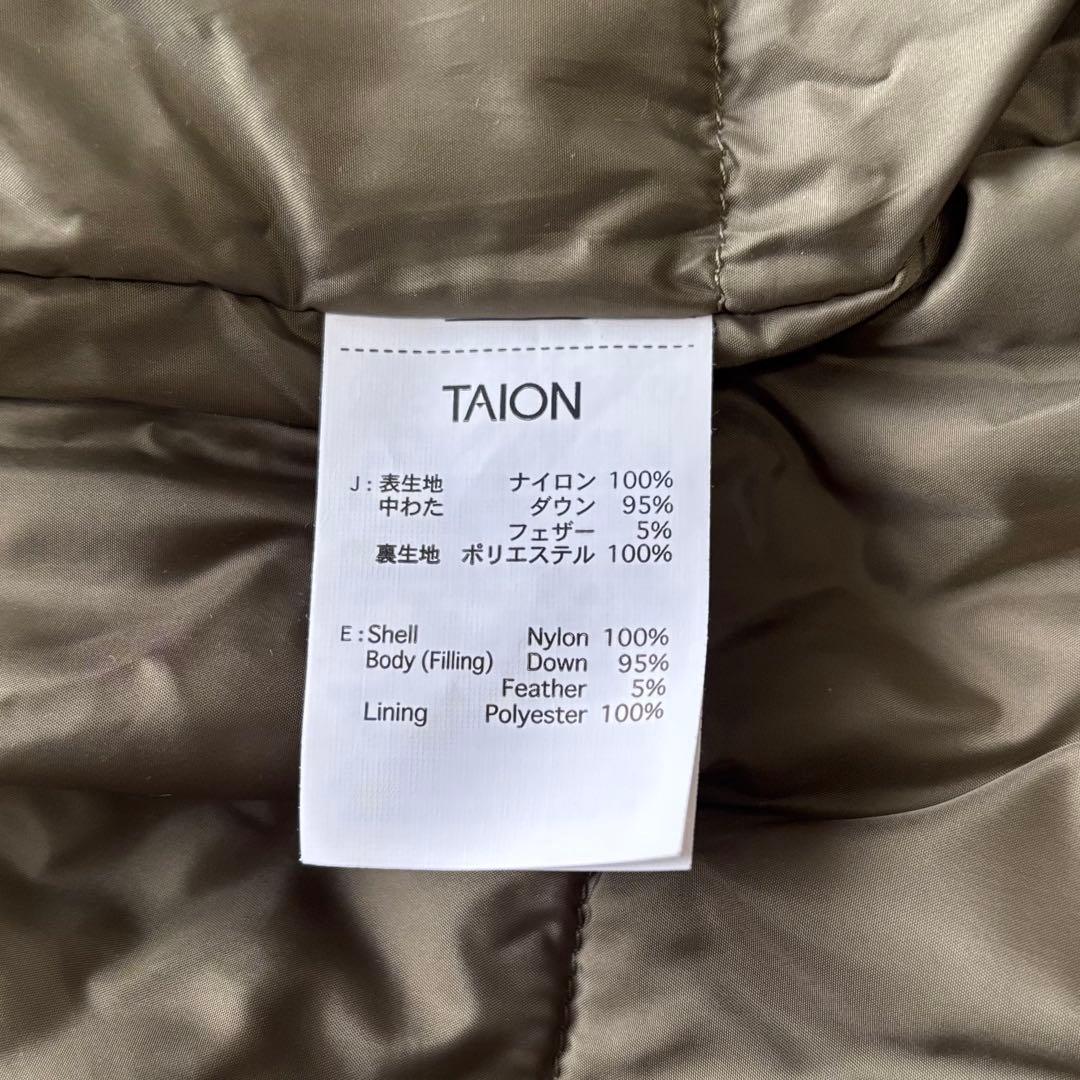 TAION
J : 表生地 ナイロン 100%
中わた ダウン 95%
フェザー 5%
裏生地 ポリエステル 100%
E : Shell Nylon 100%
Body (Filling) Down 95%
Feather 5%
Lining Polyester 100%